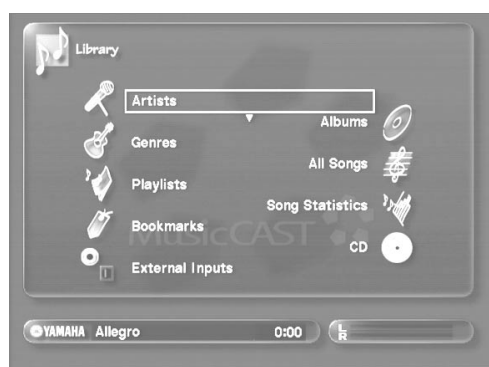 Library
Artists
Albums
Genres
All Songs
Playlists
Song Statistics
Bookmarks
MusicCAST
CD
External Inputs
YAMAHA Allegro 0:00 L
R